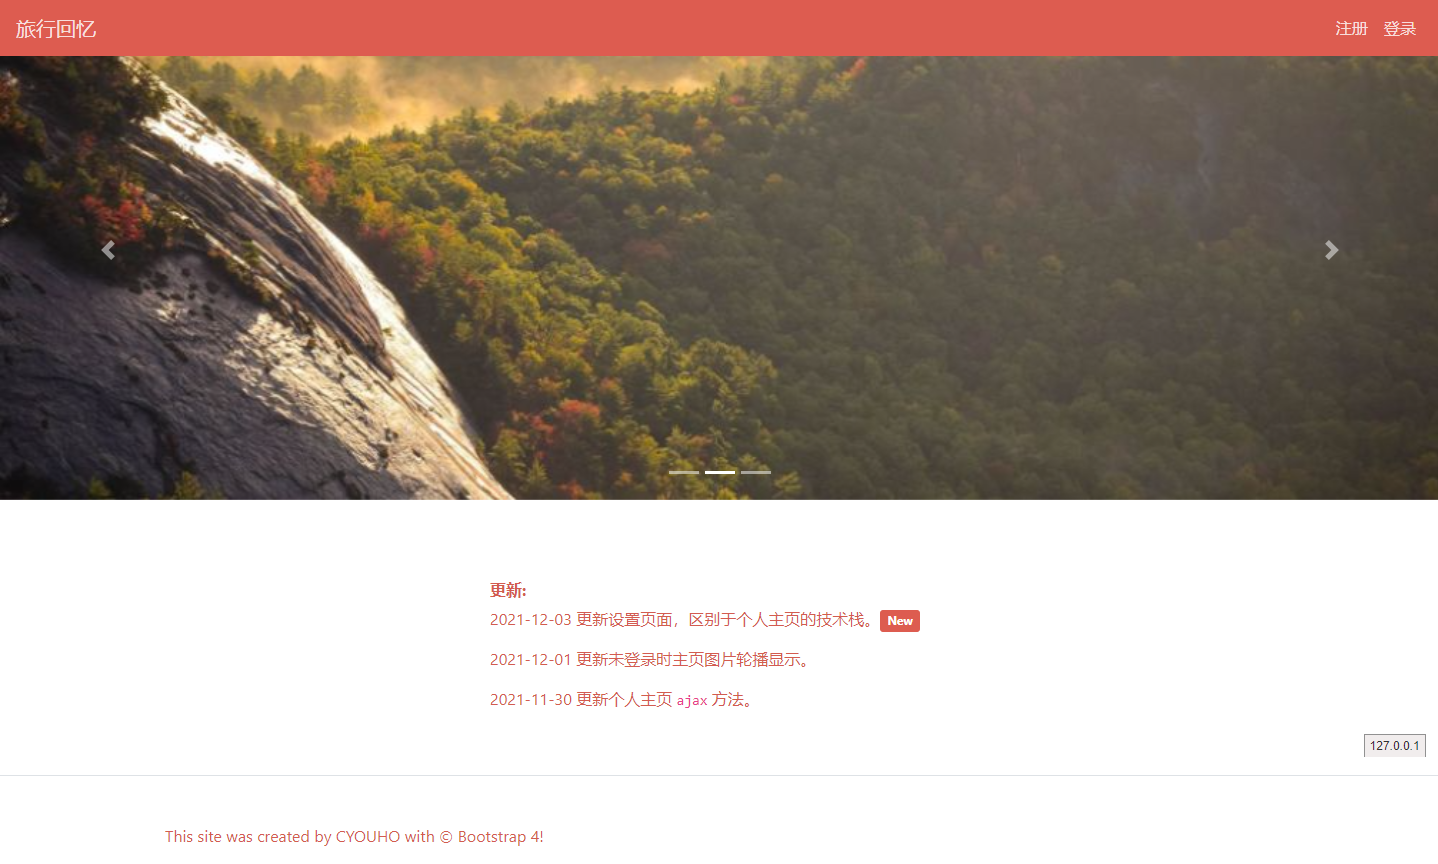 旅行回忆
注册 登录
更新:
2021-12-03 更新设置页面，区别于个人主页的技术栈。 New
2021-12-01 更新未登录时主页图片轮播显示。
2021-11-30 更新个人主页 ajax 方法。
127.0.0.1
This site was created by CYOUHO with © Bootstrap 4!